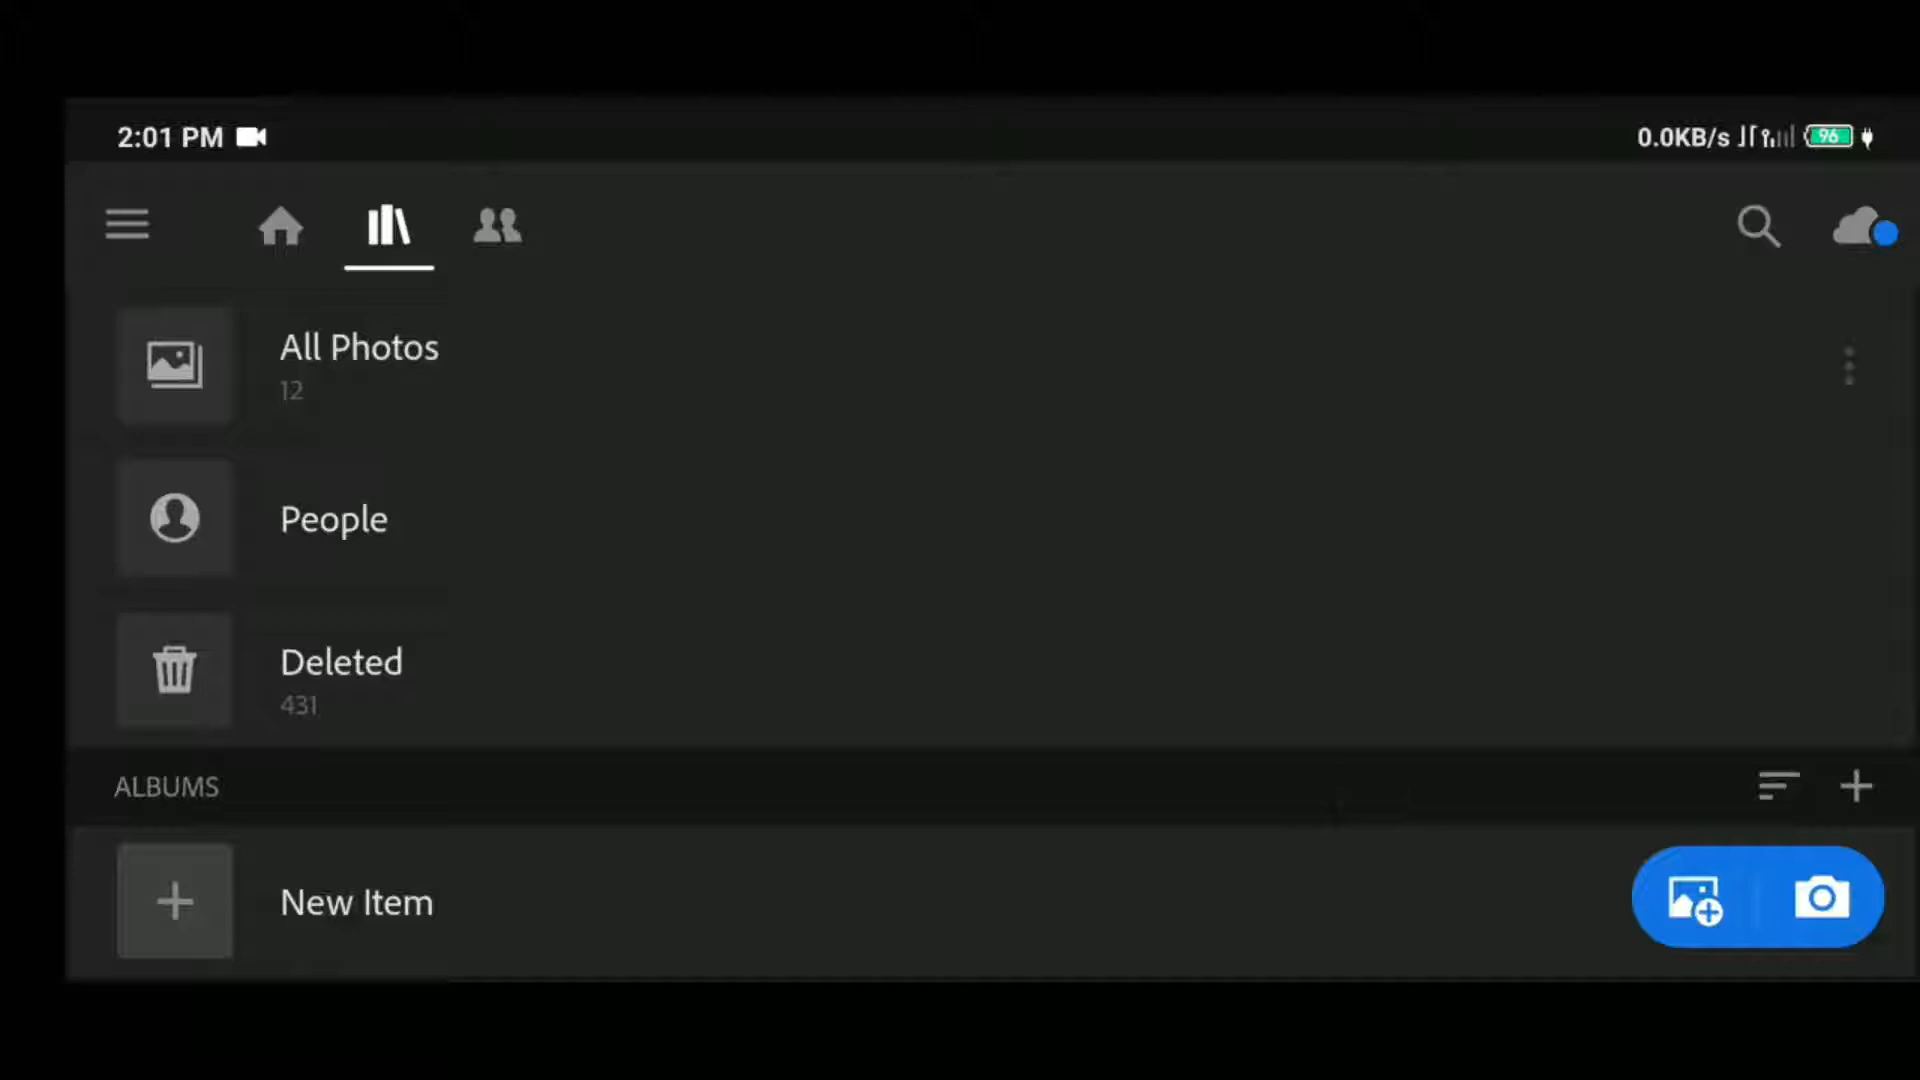 2:01 PM
0.0KB/s
96
All Photos
12
People
Deleted
431
ALBUMS
New Item